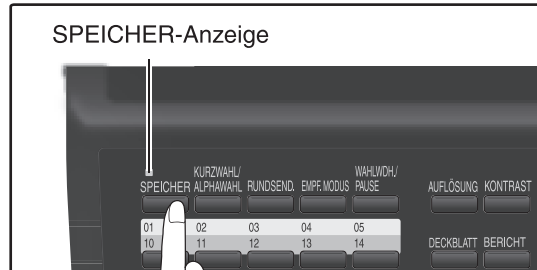 SPEICHER-Anzeige
KURZWAHL/ WAHLWDH./
SPEICHER ALPHAWAHL RUNDSEND. EMPF. MODUS PAUSE AUFLÖSUNG KONTRAST
01 02 03 04 05
10 11 12 13 14 DECKBLATT BERICHT